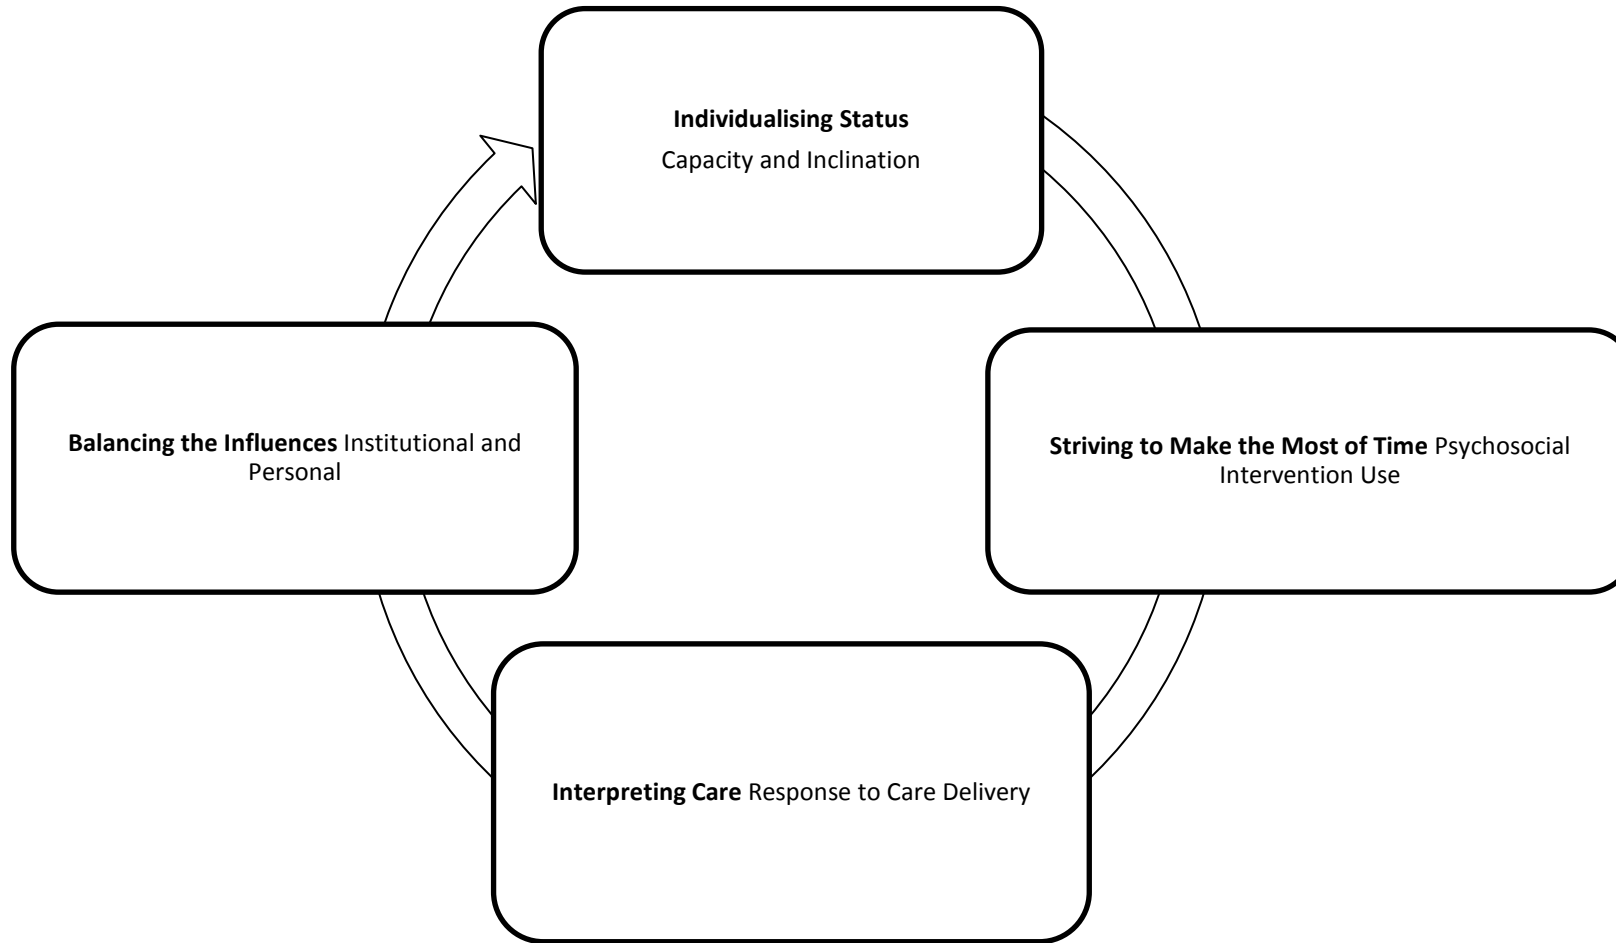 Individualising Status
Capacity and Inclination
Balancing the Influences Institutional and
Personal
Striving to Make the Most of Time Psychosocial
Intervention Use
Interpreting Care Response to Care Delivery